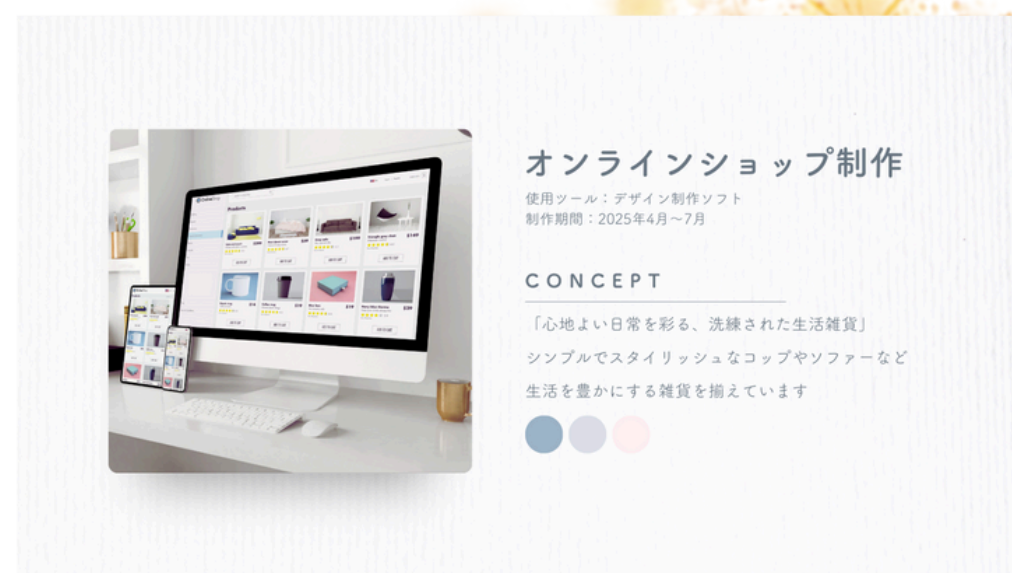 Products
オンラインショップ制作
使用ツール：デザイン制作ソフト
制作期間：2025年4月〜7月
CONCEPT
「心地よい日常を彩る、洗練された生活雑貨」
シンプルでスタイリッシュなコップやソファーなど
生活を豊かにする雑貨を揃えています